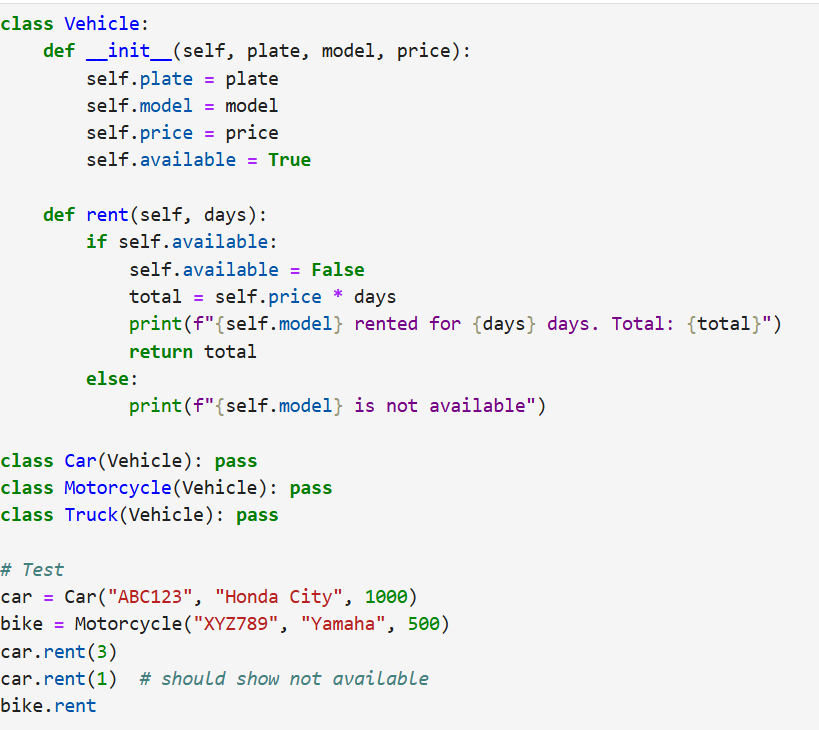 class Vehicle:
    def __init__(self, plate, model, price):
        self.plate = plate
        self.model = model
        self.price = price
        self.available = True

    def rent(self, days):
        if self.available:
            self.available = False
            total = self.price * days
            print(f"{self.model} rented for {days} days. Total: {total}")
            return total
        else:
            print(f"{self.model} is not available")

class Car(Vehicle): pass
class Motorcycle(Vehicle): pass
class Truck(Vehicle): pass

# Test
car = Car("ABC123", "Honda City", 1000)
bike = Motorcycle("XYZ789", "Yamaha", 500)
car.rent(3)
car.rent(1)  # should show not available
bike.rent